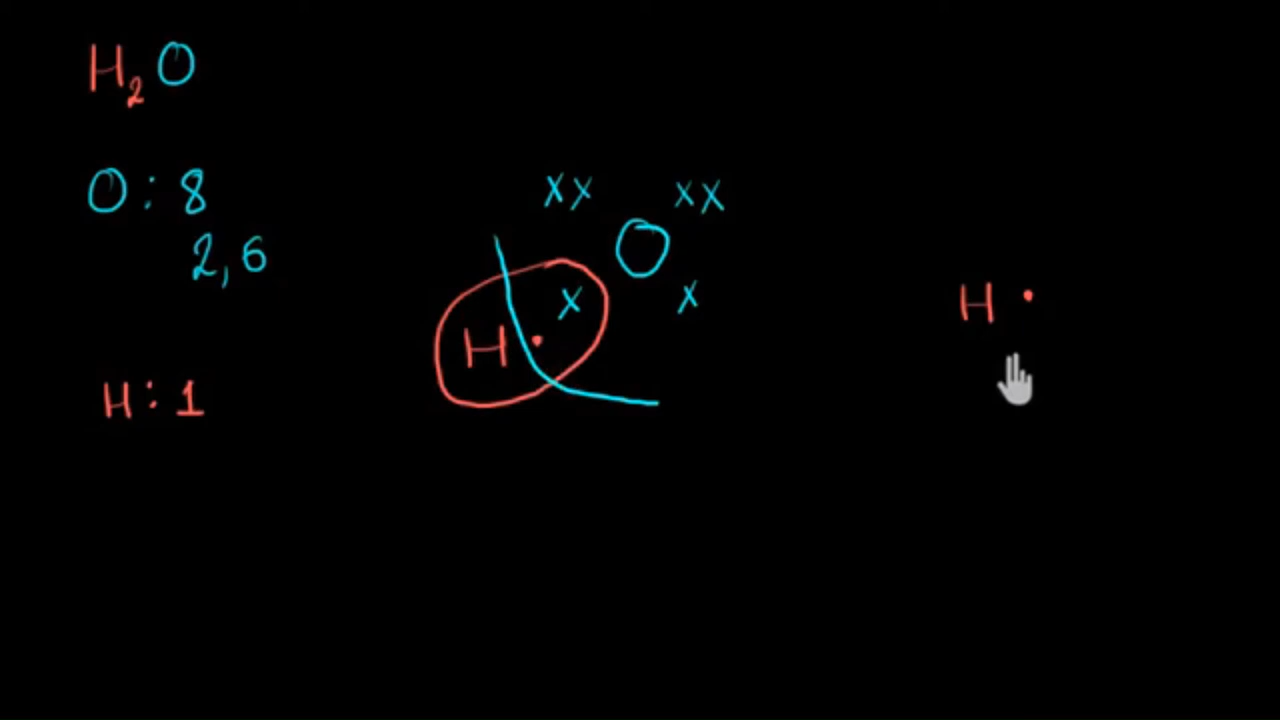 H₂O
O : 8
2, 6
xx xx
O
x x
H •
H •
H : 1